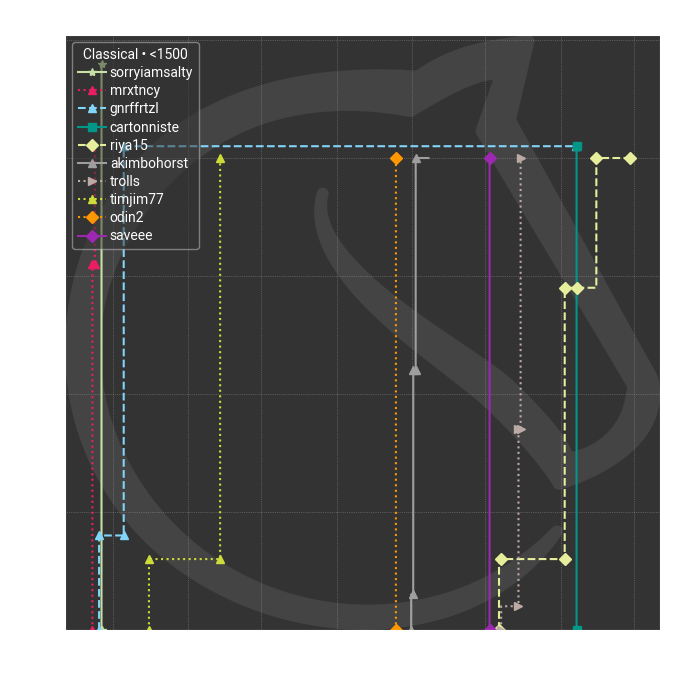 Classical • <1500
sorryiamsalty
mrxtncy
gnrffrtzl
cartonniste
riya15
akimbohorst
trolls
timjim77
odin2
saveee